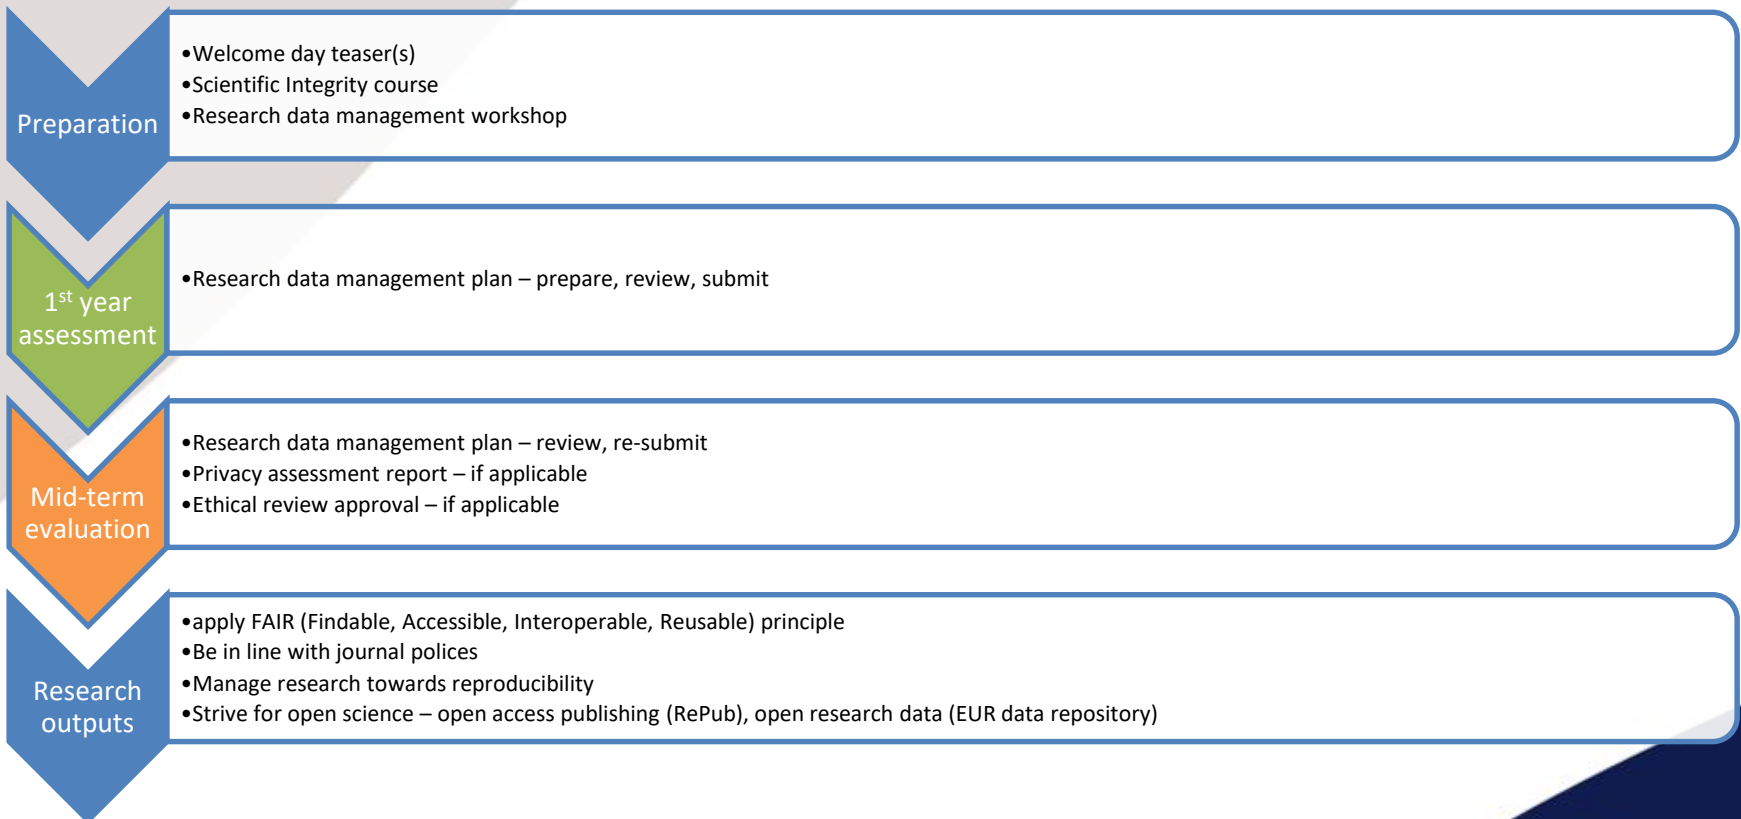 Preparation
•Welcome day teaser(s)
•Scientific Integrity course
•Research data management workshop
1st year
assessment
•Research data management plan – prepare, review, submit
Mid-term
evaluation
•Research data management plan – review, re-submit
•Privacy assessment report – if applicable
•Ethical review approval – if applicable
Research
outputs
•apply FAIR (Findable, Accessible, Interoperable, Reusable) principle
•Be in line with journal polices
•Manage research towards reproducibility
•Strive for open science – open access publishing (RePub), open research data (EUR data repository)